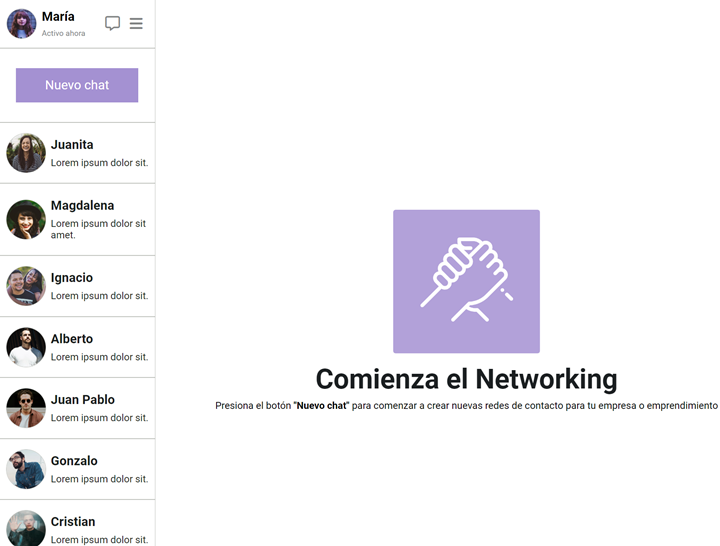 María
Activo ahora
Nuevo chat
Juanita
Lorem ipsum dolor sit.
Magdalena
Lorem ipsum dolor sit
amet.
Ignacio
Lorem ipsum dolor sit.
Alberto
Lorem ipsum dolor sit.
Juan Pablo
Lorem ipsum dolor sit.
Gonzalo
Lorem ipsum dolor sit.
Cristian
Lorem ipsum dolor sit.
Comienza el Networking
Presiona el botón "Nuevo chat" para comenzar a crear nuevas redes de contacto para tu empresa o emprendimiento